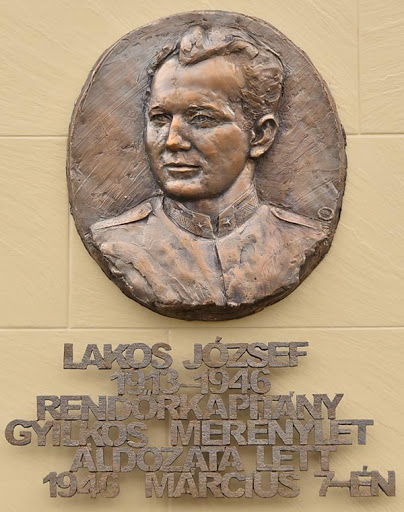 LAKOS JÓZSEF
1913-1946
RENDŐRKAPITÁNY
GYILKOS MERÉNYLET
ÁLDOZATA LETT
1946 MÁRCIUS 7-ÉN